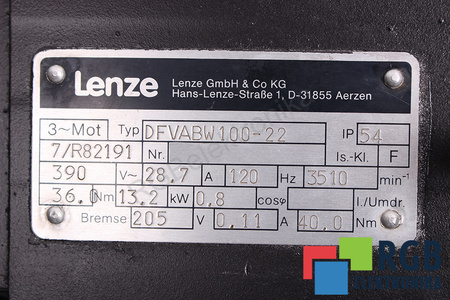 Lenze
Lenze GmbH & Co KG
Hans-Lenze-Straße 1, D-31855 Aerzen
3~Mot Typ DFVABW100-22 IP 54
7/R82191 Nr. Is.-Kl. F
390 V~ 28.7 A 120 Hz 3510 min⁻¹
36.0 Nm 13.2 kW 0.8 cosφ I./Umdr.
Bremse 205 V 0.11 A 40.0 Nm
RGB
ELEKTRONIKA